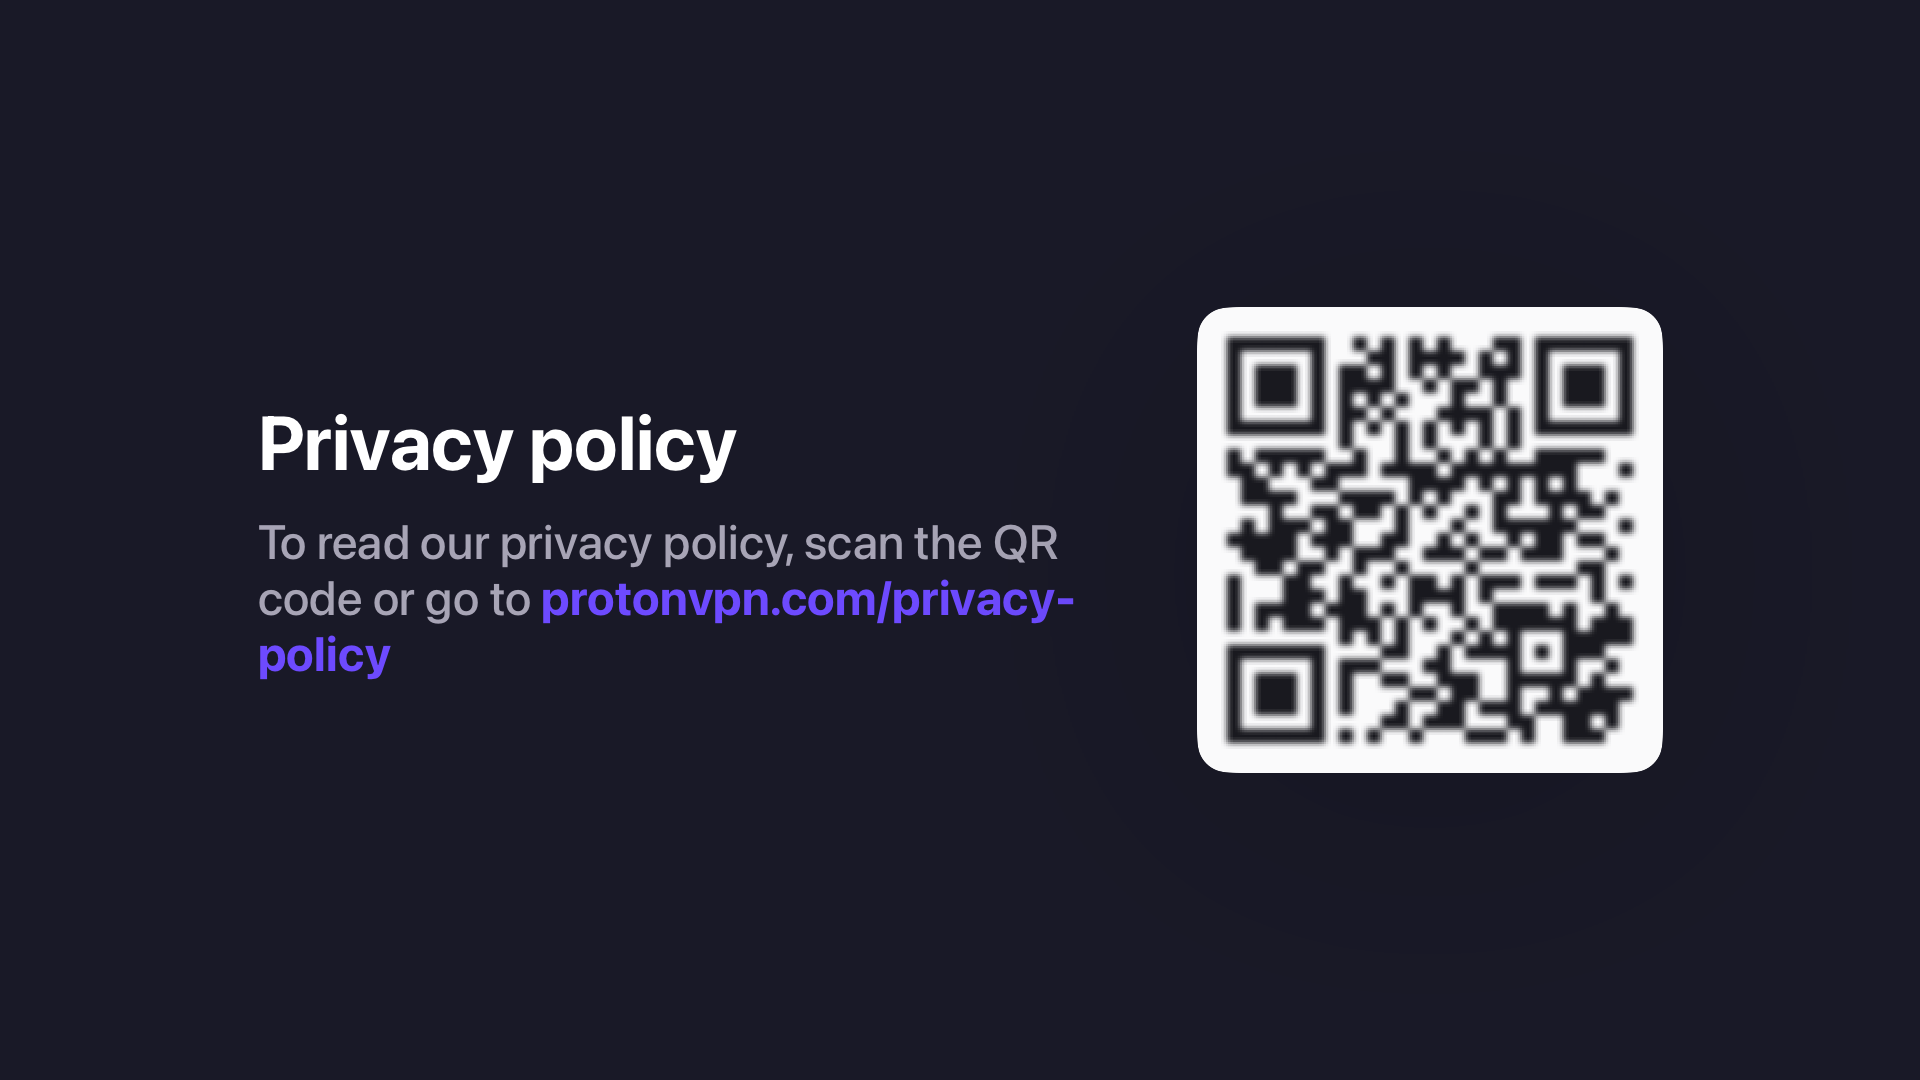 Privacy policy
To read our privacy policy, scan the QR
code or go to protonvpn.com/privacy-
policy